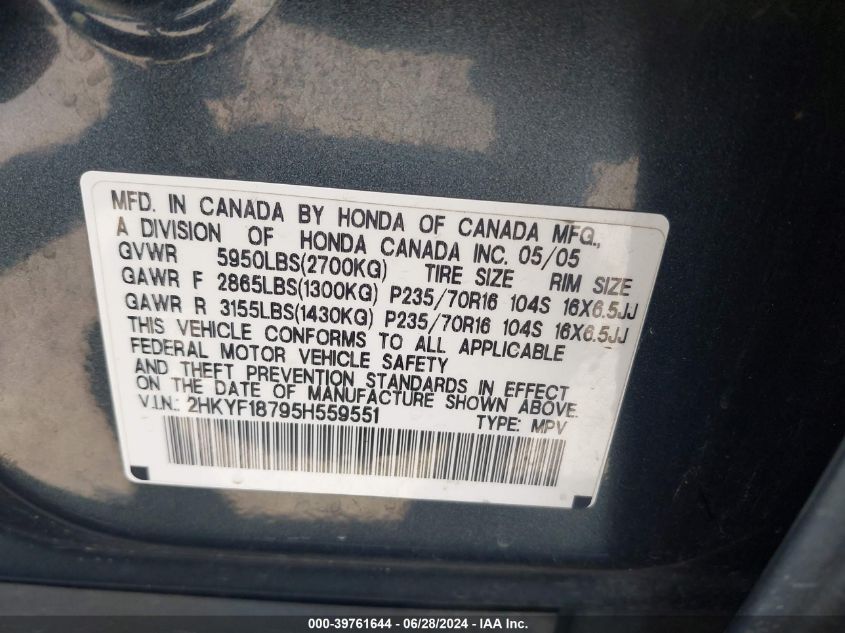 MFD. IN CANADA BY HONDA OF CANADA MFG.,
A DIVISION OF HONDA CANADA INC. 05/05
GVWR 5950LBS(2700KG) TIRE SIZE RIM SIZE
GAWR F 2865LBS(1300KG) P235/70R16 104S 16X6.5JJ
GAWR R 3155LBS(1430KG) P235/70R16 104S 16X6.5JJ
THIS VEHICLE CONFORMS TO ALL APPLICABLE
FEDERAL MOTOR VEHICLE SAFETY
AND THEFT PREVENTION STANDARDS IN EFFECT
ON THE DATE OF MANUFACTURE SHOWN ABOVE.
V.I.N.: 2HKYF18795H559551 TYPE: MPV
000-39761644 - 06/28/2024 - IAA Inc.